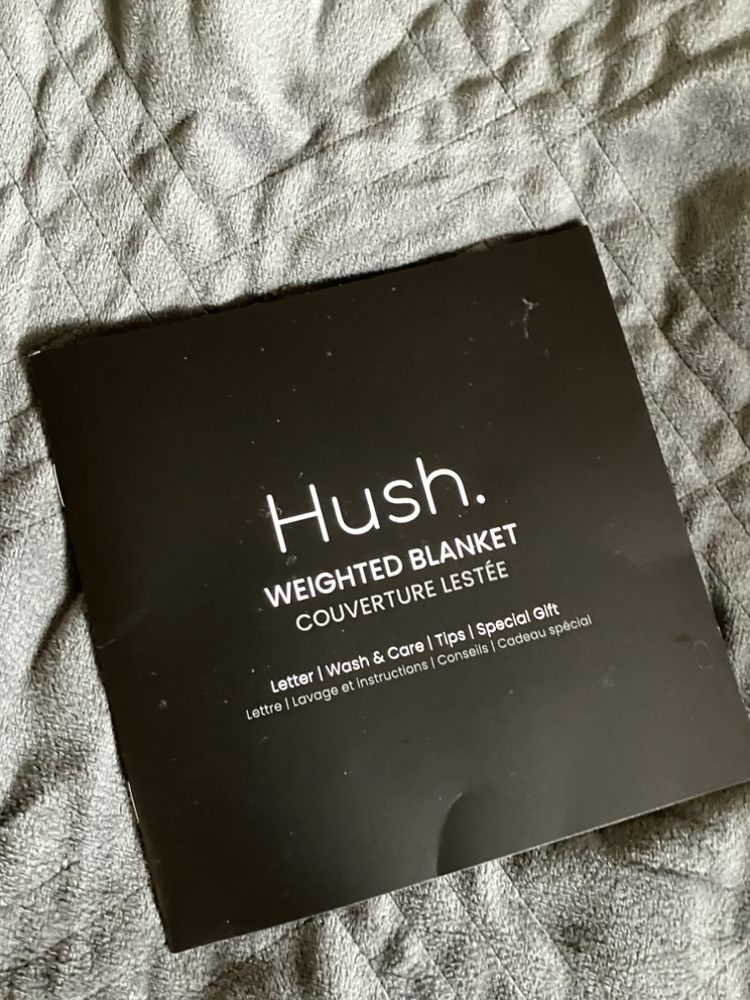 Hush.
WEIGHTED BLANKET
COUVERTURE LESTÉE
Letter | Wash & Care | Tips | Special Gift
Lettre | Lavage et instructions | Conseils | Cadeau spécial